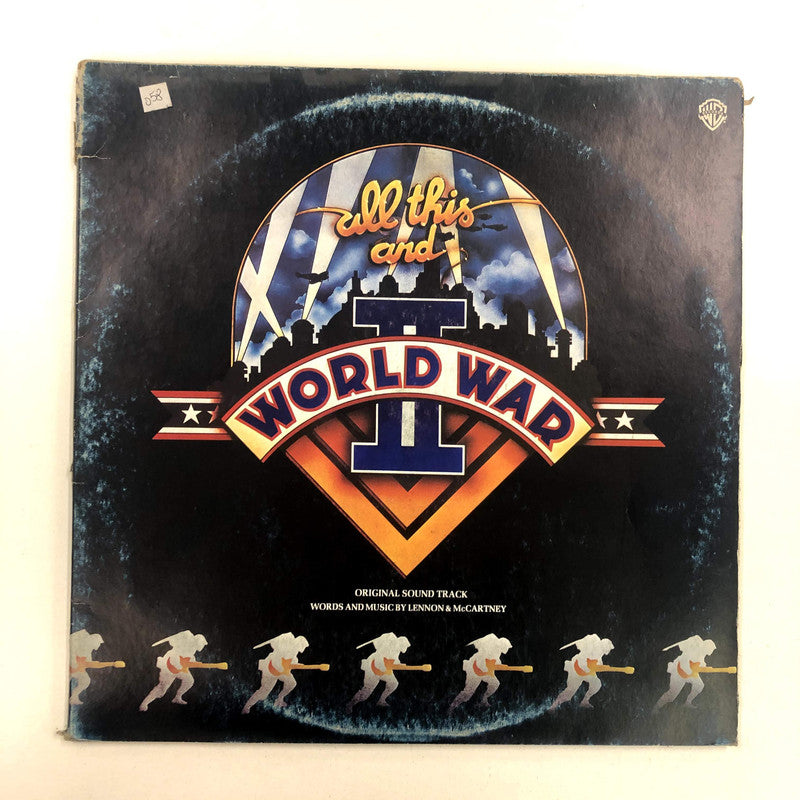 058
all this
and
II
WORLD WAR
ORIGINAL SOUND TRACK
WORDS AND MUSIC BY LENNON & McCARTNEY